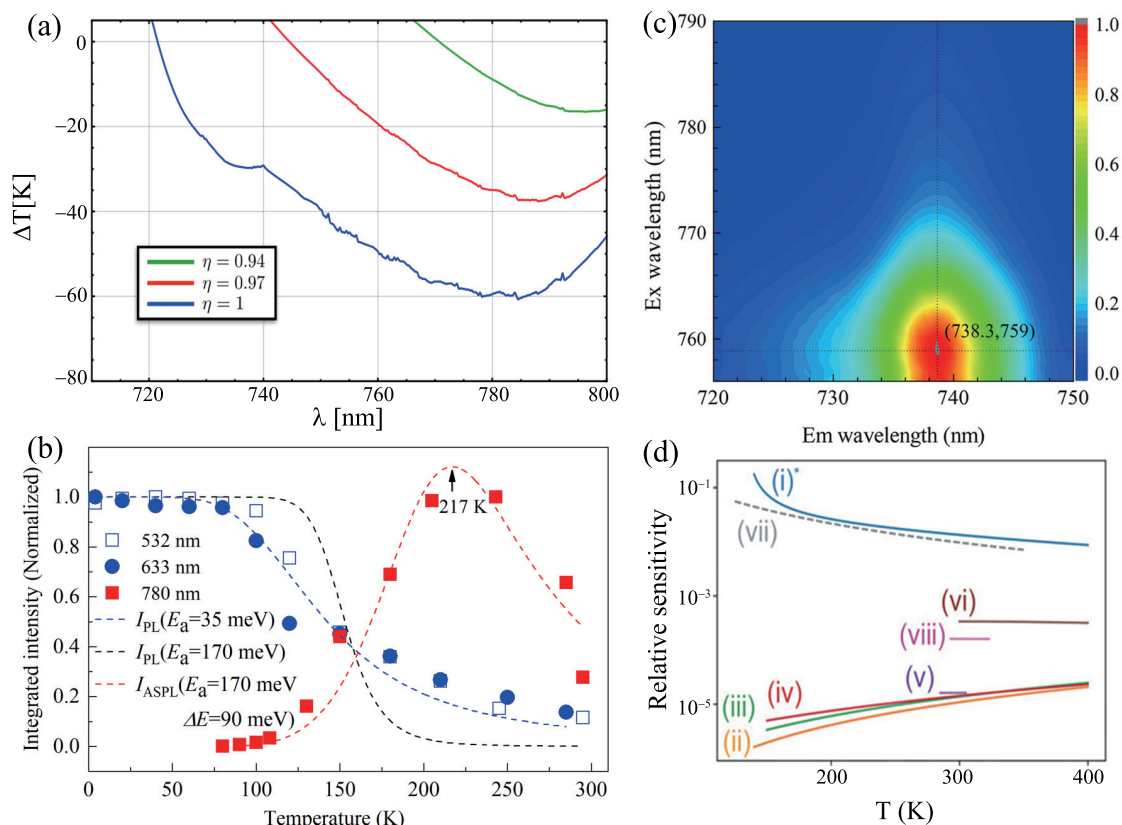 (a)
0
−20
−40
−60
−80
ΔT[K]
η = 0.94
η = 0.97
η = 1
720
740
760
780
800
λ [nm]
(c)
790
780
770
760
Ex wavelength (nm)
(738.3,759)
720
730
740
750
Em wavelength (nm)
1.0
0.8
0.6
0.4
0.2
0.0
(b)
1.0
0.8
0.6
0.4
0.2
0.0
Integrated intensity (Normalized)
217 K
532 nm
633 nm
780 nm
I_PL(E_a=35 meV)
I_PL(E_a=170 meV)
I_ASPL(E_a=170 meV
ΔE=90 meV)
0
50
100
150
200
250
300
Temperature (K)
(d)
10⁻¹
10⁻³
10⁻⁵
Relative sensitivity
(i)*
(vii)
(vi)
(viii)
(v)
(iv)
(iii)
(ii)
200
300
400
T (K)